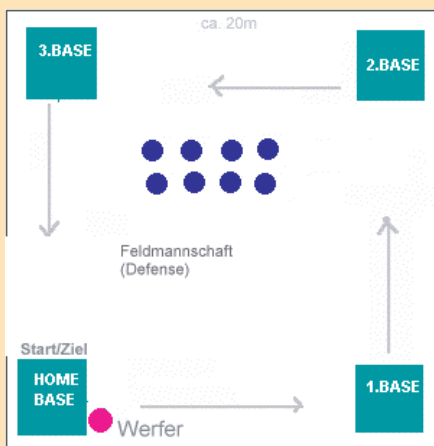 ca. 20m
3.BASE
2.BASE
Feldmannschaft
(Defense)
Start/Ziel
HOME
BASE
1.BASE
Werfer